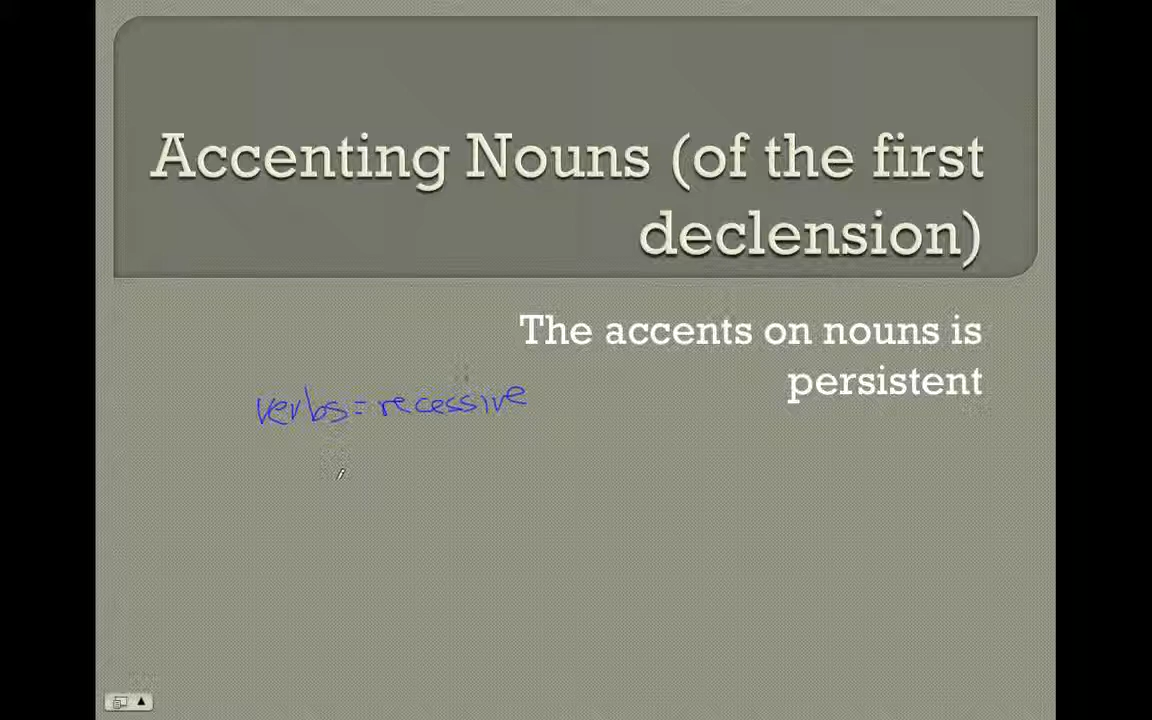 Accenting Nouns (of the first
declension)
The accents on nouns is
persistent
verbs = recessive